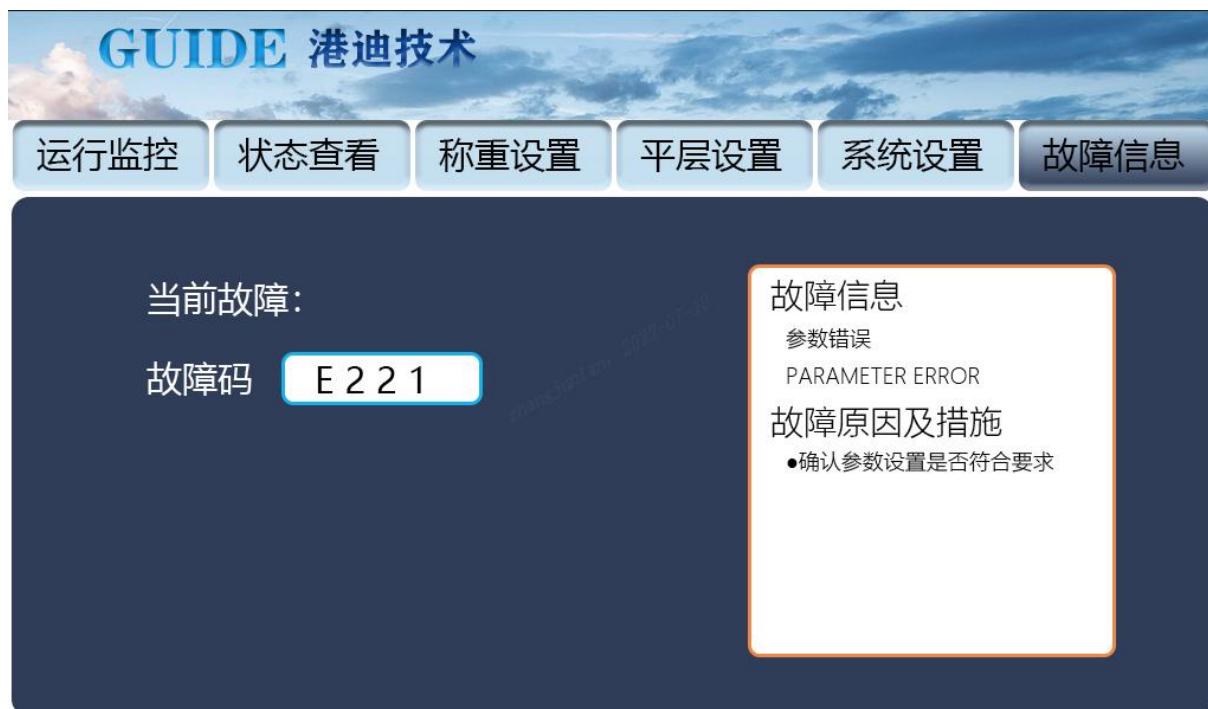 GUIDE 港迪技术
运行监控 状态查看 称重设置 平层设置 系统设置 故障信息
当前故障：
故障码 E221
故障信息
参数错误
PARAMETER ERROR
故障原因及措施
●确认参数设置是否符合要求